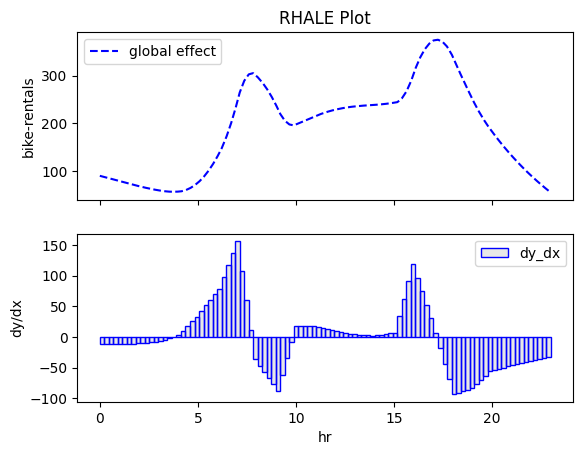 RHALE Plot
global effect
bike-rentals
300
200
100
dy_dx
dy/dx
150
100
50
0
−50
−100
0 5 10 15 20
hr